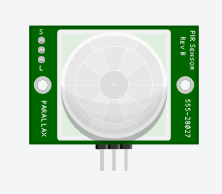 S
L
PIR SENSOR
REV B
PARALLAX
555-28027